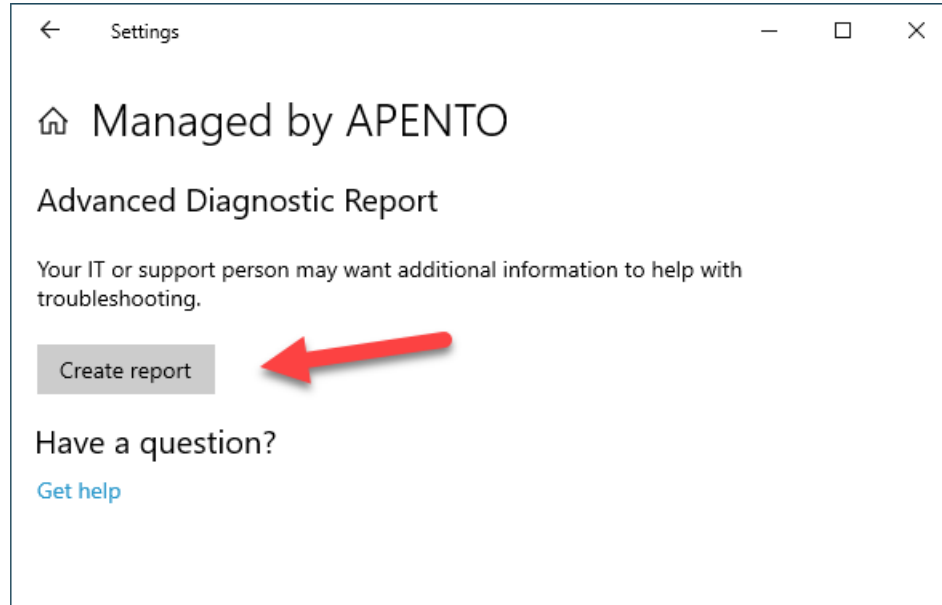 Settings
Managed by APENTO
Advanced Diagnostic Report
Your IT or support person may want additional information to help with
troubleshooting.
Create report
Have a question?
Get help